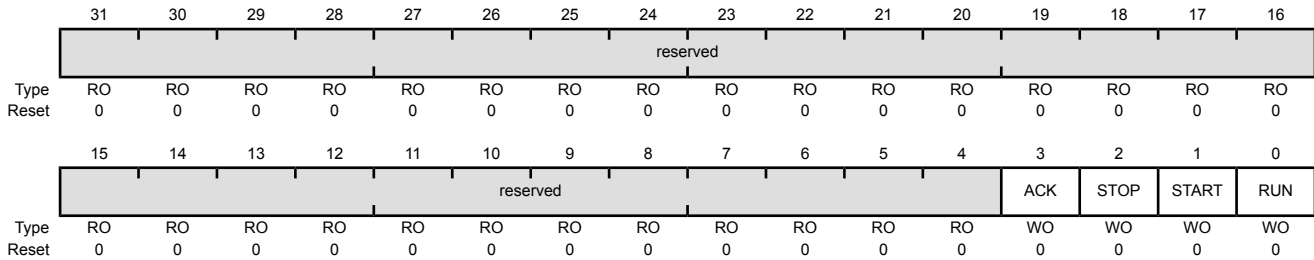 31 30 29 28 27 26 25 24 23 22 21 20 19 18 17 16
reserved
Type RO RO RO RO RO RO RO RO RO RO RO RO RO RO RO RO
Reset 0 0 0 0 0 0 0 0 0 0 0 0 0 0 0 0
15 14 13 12 11 10 9 8 7 6 5 4 3 2 1 0
reserved ACK STOP START RUN
Type RO RO RO RO RO RO RO RO RO RO RO RO WO WO WO WO
Reset 0 0 0 0 0 0 0 0 0 0 0 0 0 0 0 0